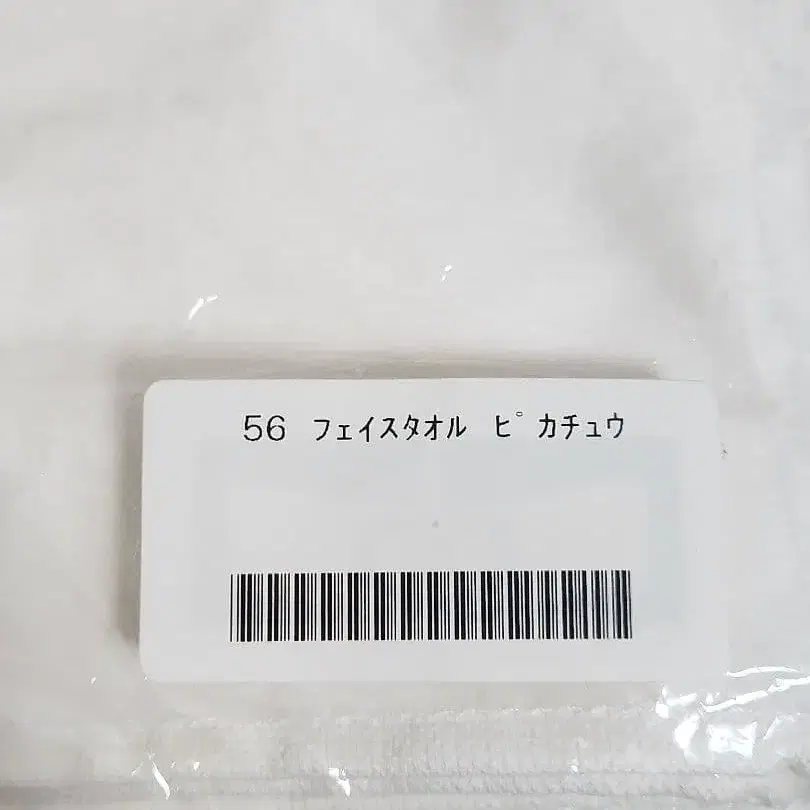 56 ﾌｪｲｽﾀｵﾙ ﾋﾟｶﾁｭｳ